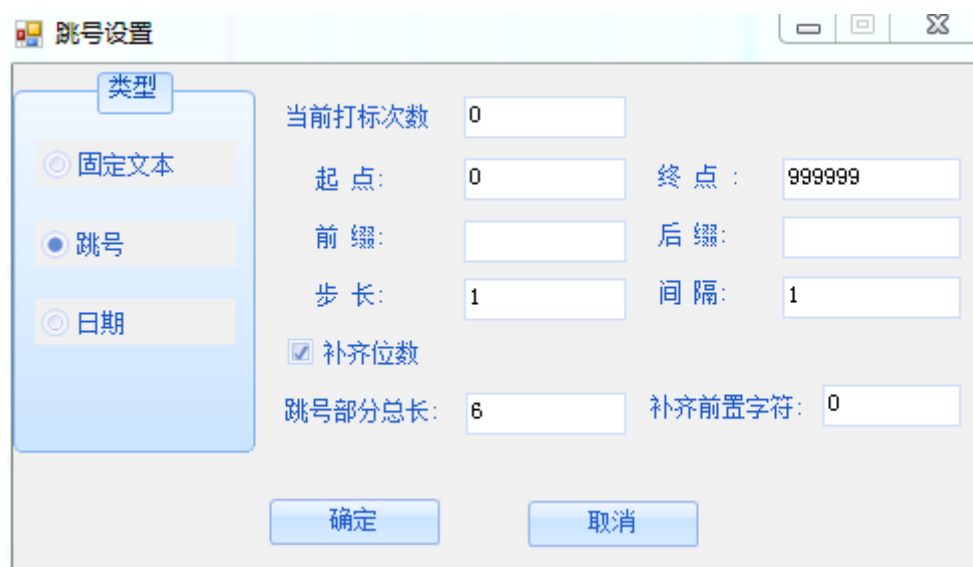 跳号设置
类型
固定文本
跳号
日期
当前打标次数 0
起 点: 0 终 点 : 999999
前 缀: 后 缀:
步 长: 1 间 隔: 1
补齐位数
跳号部分总长: 6 补齐前置字符: 0
确定 取消